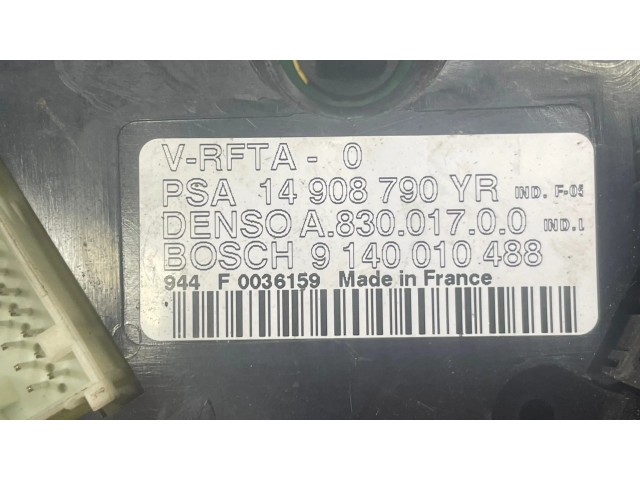 V-RFTA - 0
PSA 14 908 790 YR IND. F-05
DENSO A.830.017.0.0 IND.
BOSCH 9 140 010 488
944 F 0036159 Made in France